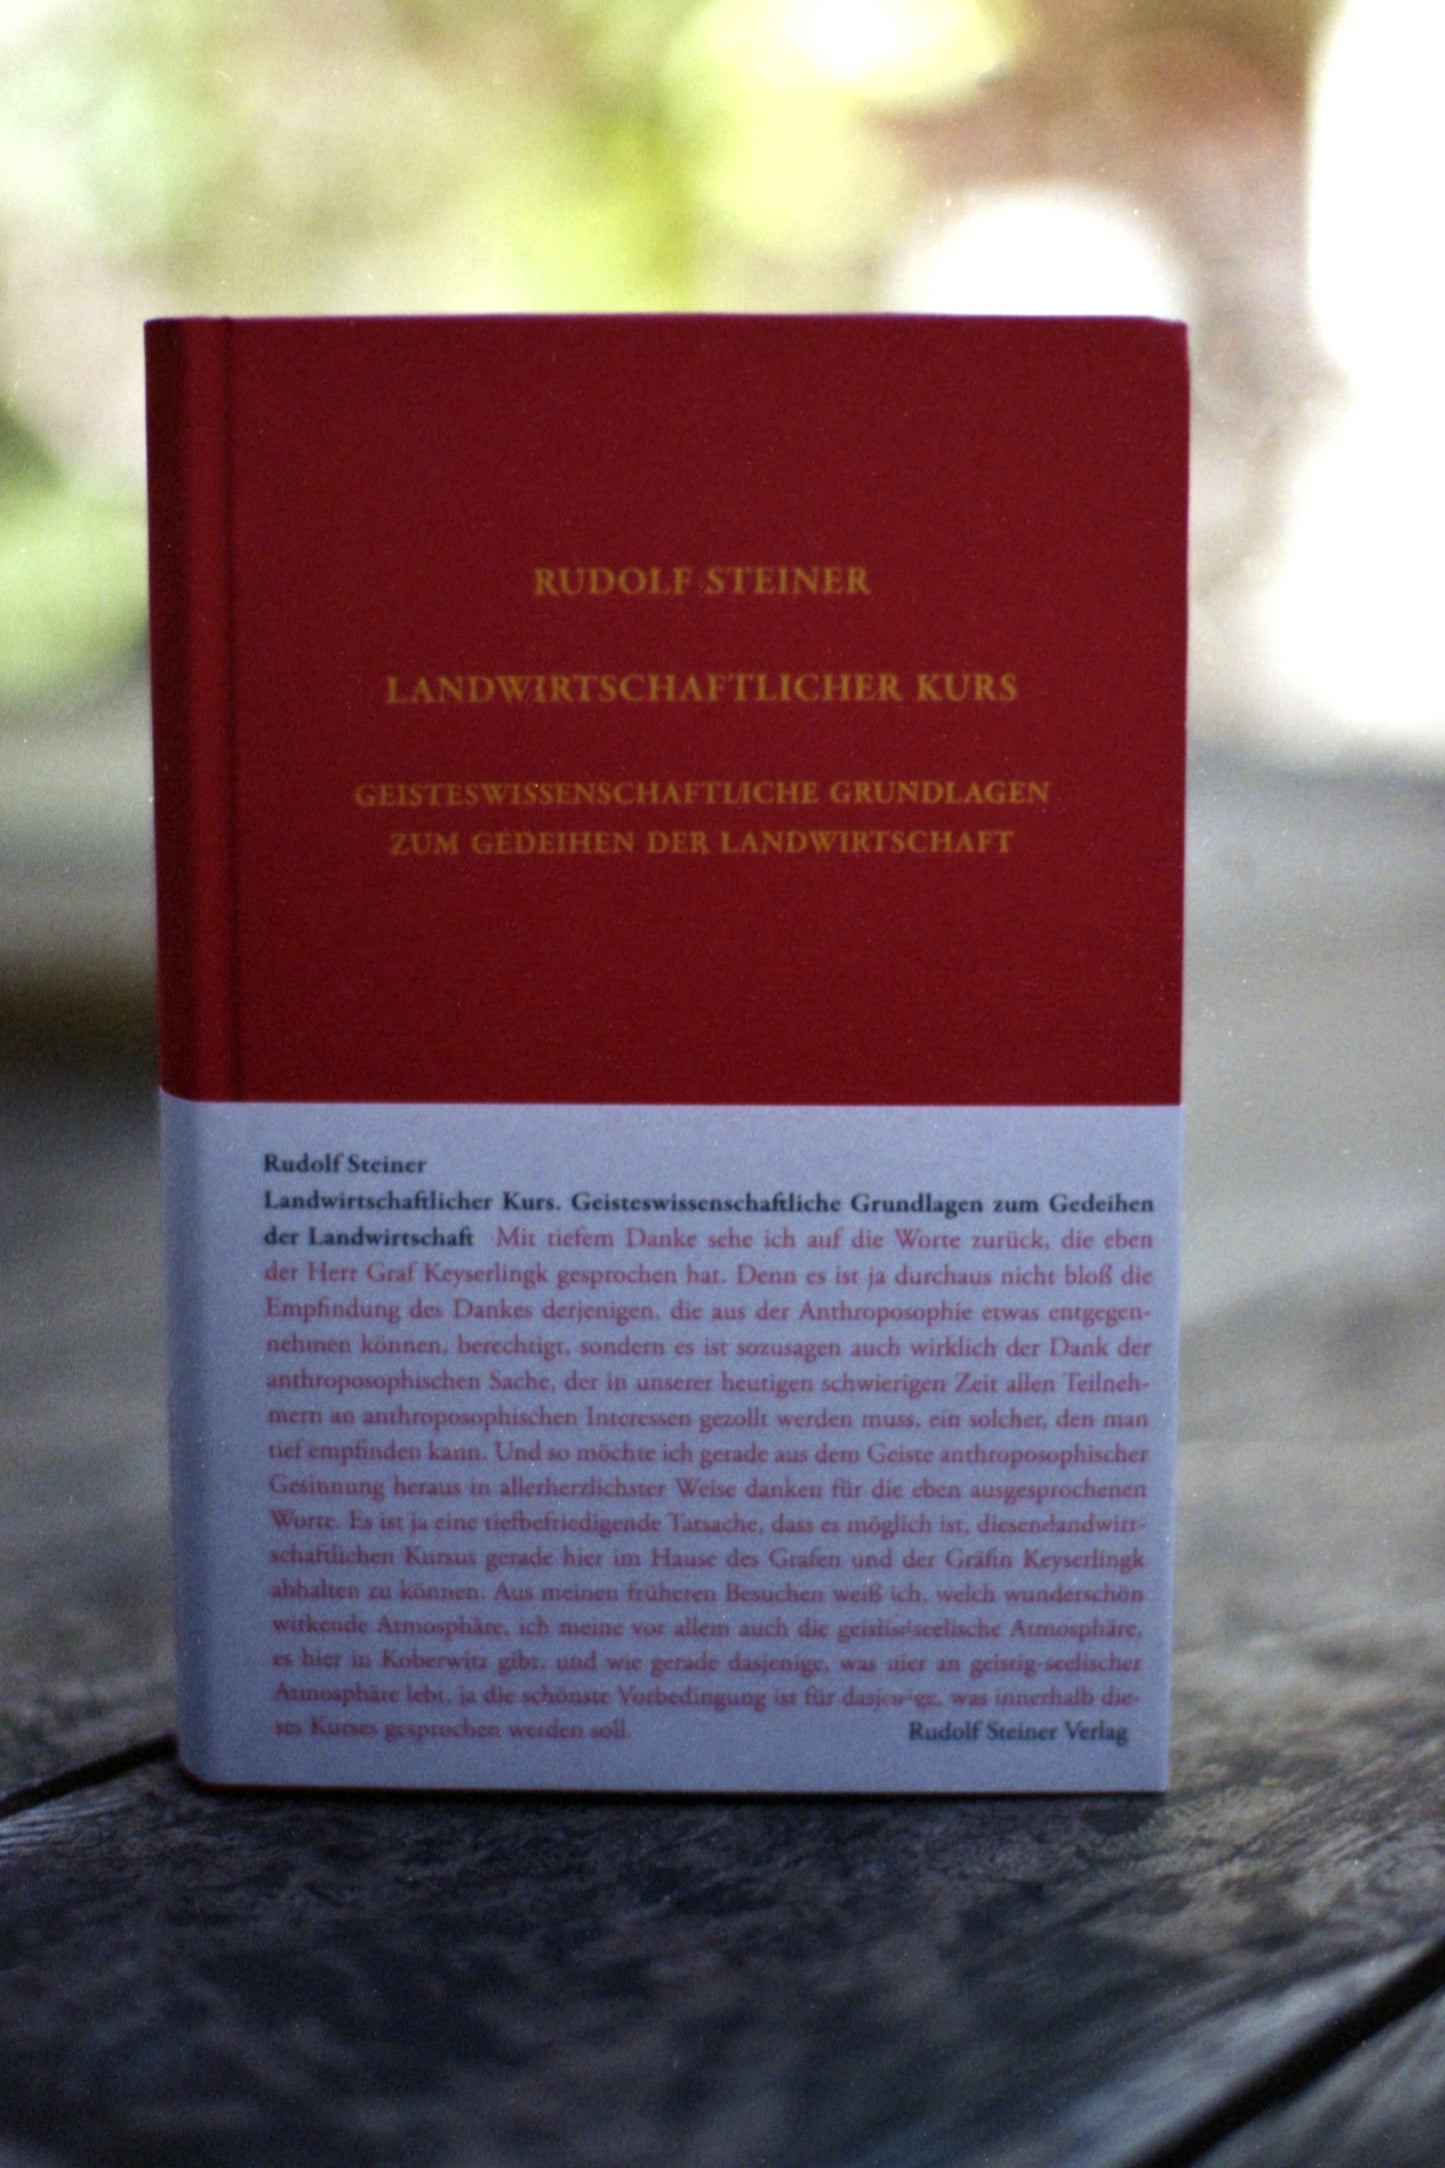 RUDOLF STEINER
LANDWIRTSCHAFTLICHER KURS
GEISTESWISSENSCHAFTLICHE GRUNDLAGEN
ZUM GEDEIHEN DER LANDWIRTSCHAFT
Rudolf Steiner
Landwirtschaftlicher Kurs. Geisteswissenschaftliche Grundlagen zum Gedeihen
der Landwirtschaft Mit tiefem Danke sehe ich auf die Worte zurück, die eben
der Herr Graf Keyserlingk gesprochen hat. Denn es ist ja durchaus nicht bloß die
Empfindung des Dankes derjenigen, die aus der Anthroposophie etwas entgegen-
nehmen können, berechtigt, sondern es ist sozusagen auch wirklich der Dank der
anthroposophischen Sache, der in unserer heutigen schwierigen Zeit allen Teilneh-
mern an anthroposophischen Interessen gezollt werden muss, ein solcher, den man
tief empfinden kann. Und so möchte ich gerade aus dem Geiste anthroposophischer
Gesinnung heraus in allerherzlichster Weise danken für die eben ausgesprochenen
Worte. Es ist ja eine tiefbefriedigende Tatsache, dass es möglich ist, diesen landwirt-
schaftlichen Kursus gerade hier im Hause des Grafen und der Gräfin Keyserlingk
abhalten zu können. Aus meinen früheren Besuchen weiß ich, welch wunderschön
wirkende Atmosphäre, ich meine vor allem auch die geistig-seelische Atmosphäre,
es hier in Koberwitz gibt, und wie gerade dasjenige, was hier an geistig-seelischer
Atmosphäre lebt, ja die schönste Vorbedingung ist für dasjenige, was innerhalb die-
ses Kurses gesprochen werden soll. Rudolf Steiner Verlag